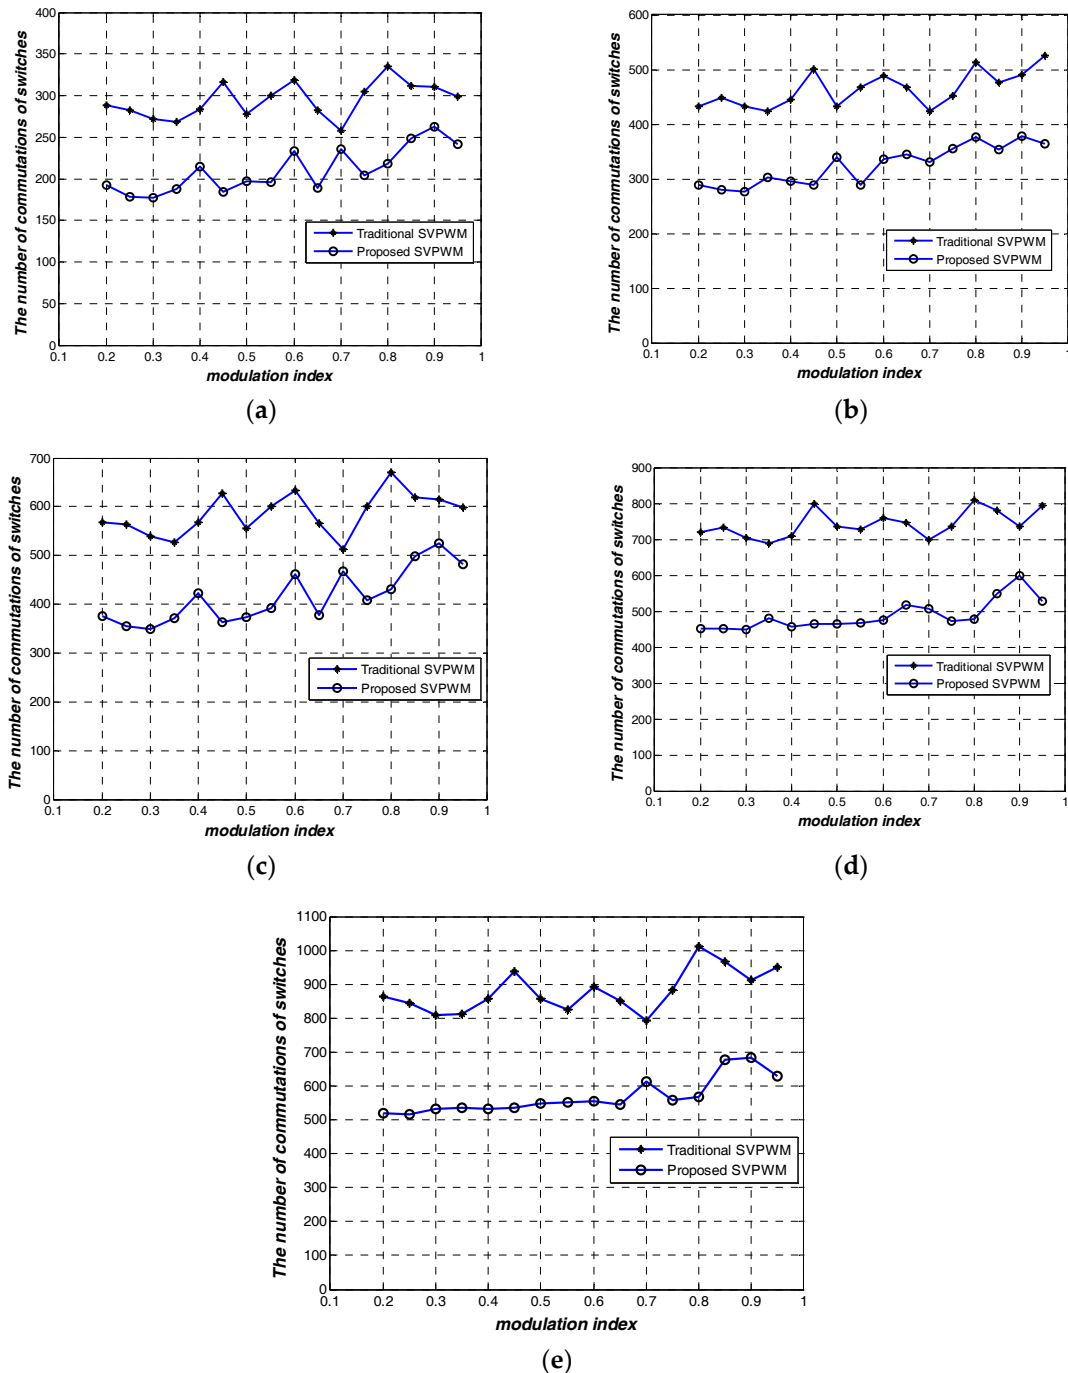 400
350
300
250
200
150
100
50
0
0.1 0.2 0.3 0.4 0.5 0.6 0.7 0.8 0.9 1
The number of commutations of switches
modulation index
Traditional SVPWM
Proposed SVPWM
(a)
600
500
400
300
200
100
0
0.1 0.2 0.3 0.4 0.5 0.6 0.7 0.8 0.9 1
The number of commutations of switches
modulation index
Traditional SVPWM
Proposed SVPWM
(b)
700
600
500
400
300
200
100
0
0.1 0.2 0.3 0.4 0.5 0.6 0.7 0.8 0.9 1
The number of commutations of switches
modulation index
Traditional SVPWM
Proposed SVPWM
(c)
900
800
700
600
500
400
300
200
100
0
0.1 0.2 0.3 0.4 0.5 0.6 0.7 0.8 0.9 1
The number of commutations of switches
modulation index
Traditional SVPWM
Proposed SVPWM
(d)
1100
1000
900
800
700
600
500
400
300
200
100
0
0.1 0.2 0.3 0.4 0.5 0.6 0.7 0.8 0.9 1
The number of commutations of switches
modulation index
Traditional SVPWM
Proposed SVPWM
(e)